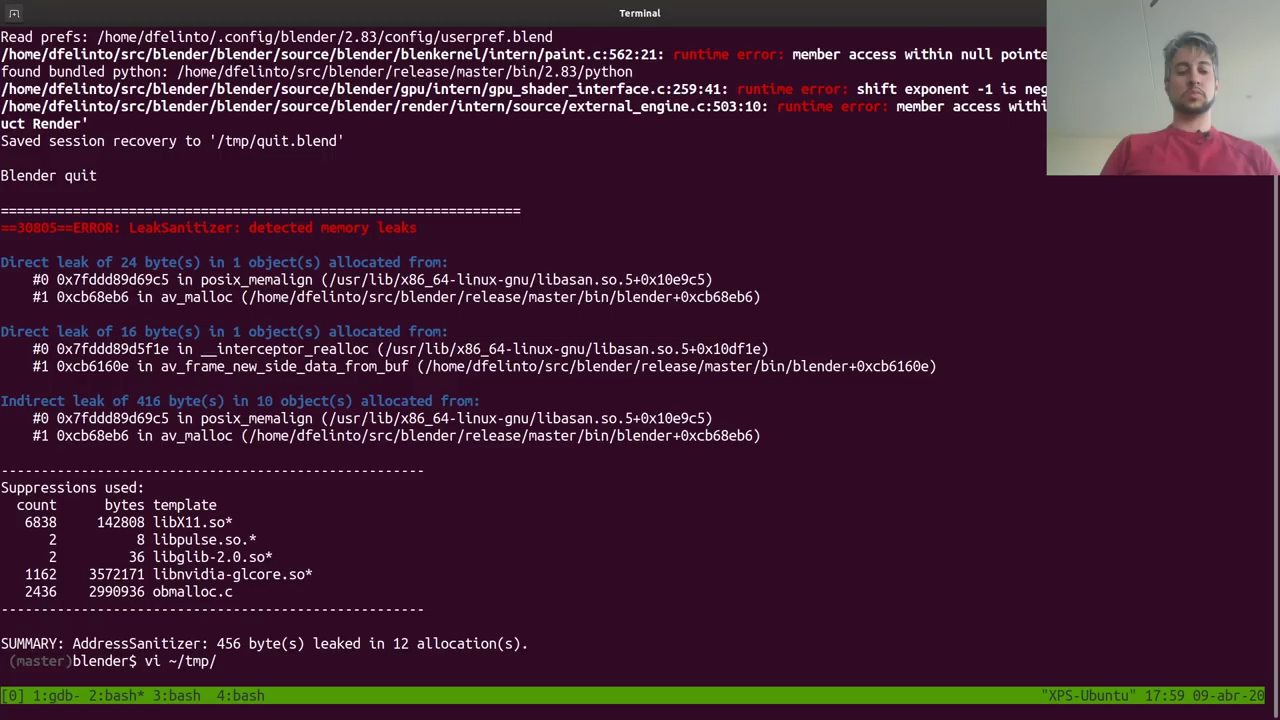 Terminal
Read prefs: /home/dfelinto/.config/blender/2.83/config/userpref.blend
/home/dfelinto/src/blender/blender/source/blender/blenkernel/intern/paint.c:562:21: runtime error: member access within null pointe
found bundled python: /home/dfelinto/src/blender/release/master/bin/2.83/python
/home/dfelinto/src/blender/blender/source/blender/gpu/intern/gpu_shader_interface.c:259:41: runtime error: shift exponent -1 is neg
/home/dfelinto/src/blender/blender/source/blender/render/intern/source/external_engine.c:503:10: runtime error: member access withi
uct Render'
Saved session recovery to '/tmp/quit.blend'
Blender quit
=================================================================
==30805==ERROR: LeakSanitizer: detected memory leaks
Direct leak of 24 byte(s) in 1 object(s) allocated from:
#0 0x7fddd89d69c5 in posix_memalign (/usr/lib/x86_64-linux-gnu/libasan.so.5+0x10e9c5)
#1 0xcb68eb6 in av_malloc (/home/dfelinto/src/blender/release/master/bin/blender+0xcb68eb6)
Direct leak of 16 byte(s) in 1 object(s) allocated from:
#0 0x7fddd89d5f1e in __interceptor_realloc (/usr/lib/x86_64-linux-gnu/libasan.so.5+0x10df1e)
#1 0xcb6160e in av_frame_new_side_data_from_buf (/home/dfelinto/src/blender/release/master/bin/blender+0xcb6160e)
Indirect leak of 416 byte(s) in 10 object(s) allocated from:
#0 0x7fddd89d69c5 in posix_memalign (/usr/lib/x86_64-linux-gnu/libasan.so.5+0x10e9c5)
#1 0xcb68eb6 in av_malloc (/home/dfelinto/src/blender/release/master/bin/blender+0xcb68eb6)
-----------------------------------------------------
Suppressions used:
count bytes template
6838 142808 libX11.so*
2 8 libpulse.so.*
2 36 libglib-2.0.so*
1162 3572171 libnvidia-glcore.so*
2436 2990936 obmalloc.c
-----------------------------------------------------
SUMMARY: AddressSanitizer: 456 byte(s) leaked in 12 allocation(s).
(master)blender$ vi ~/tmp/
[0] 1:gdb- 2:bash* 3:bash 4:bash "XPS-Ubuntu" 17:59 09-abr-20